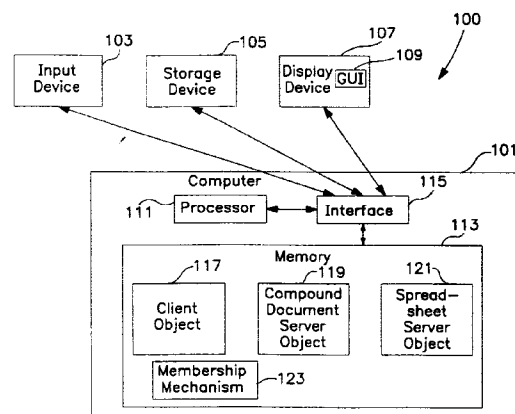 103
105
107
100
109
Input
Device
Storage
Device
Display
Device
GUI
101
Computer
115
111
Processor
Interface
113
Memory
117
119
121
Client
Object
Compound
Document
Server
Object
Spread-
sheet
Server
Object
Membership
Mechanism
123